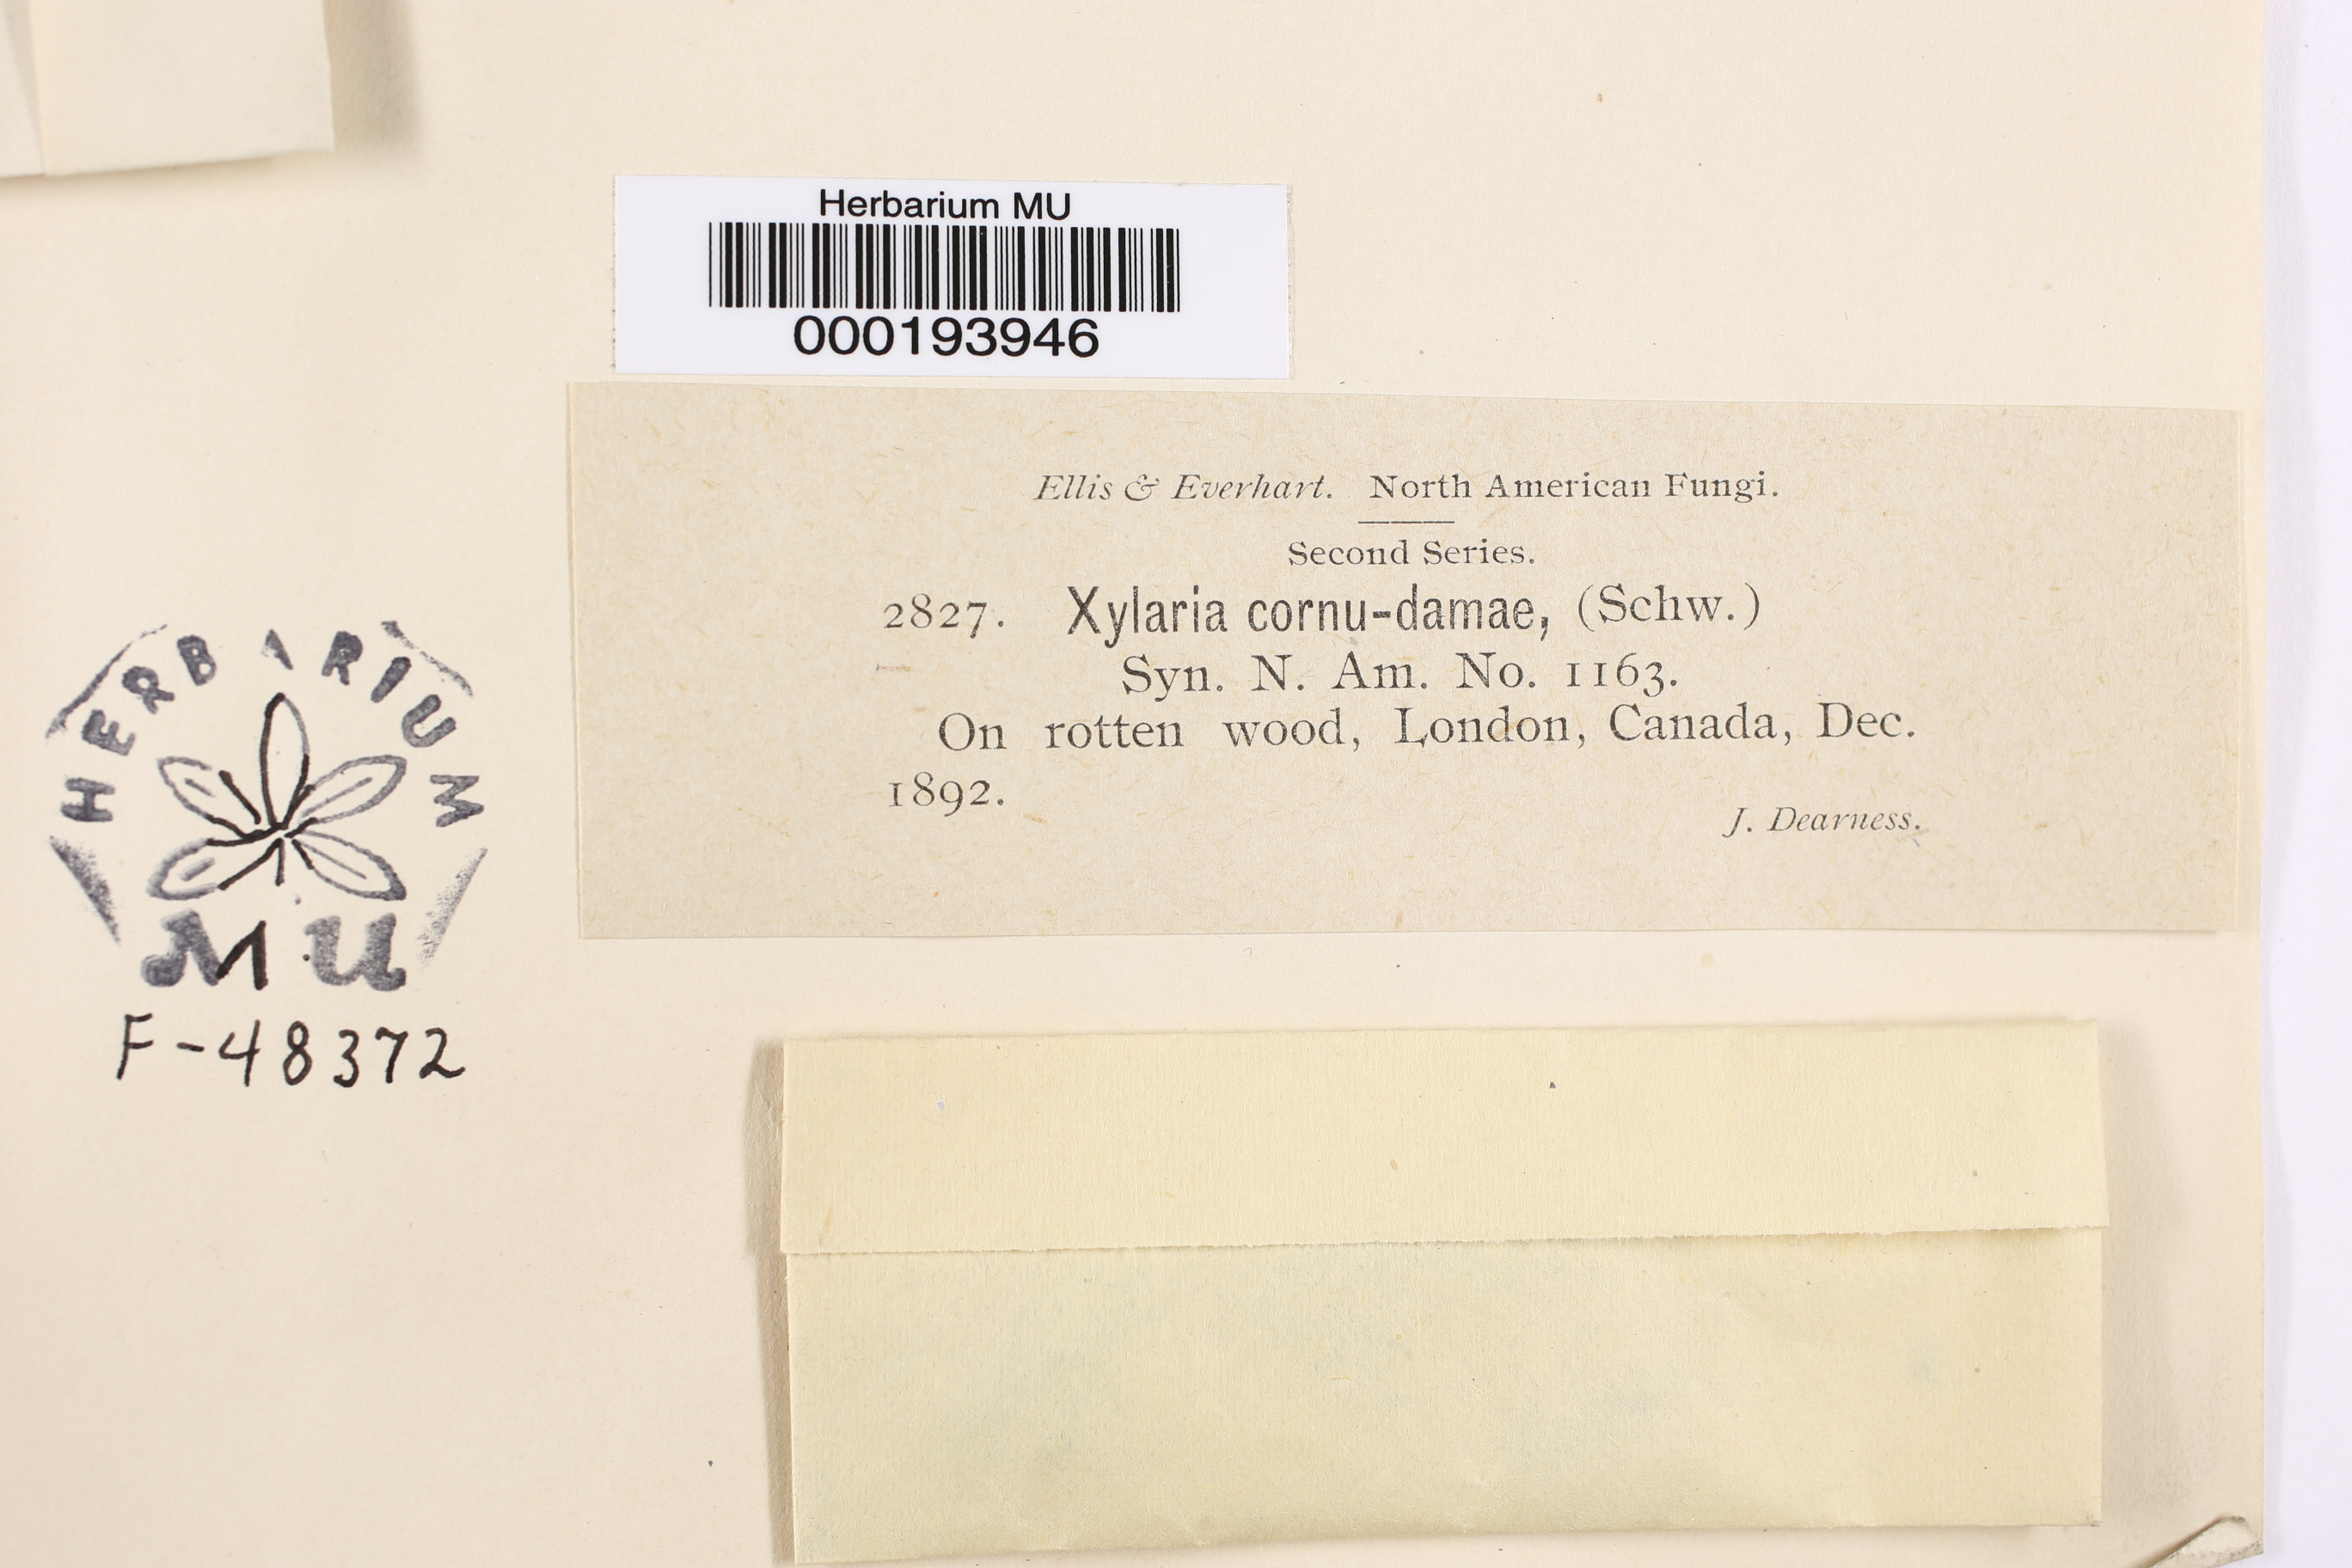 Herbarium MU
000193946
Ellis & Everhart. North American Fungi.
Second Series.
2827. Xylaria cornu-damae, (Schw.)
Syn. N. Am. No. 1163.
On rotten wood, London, Canada, Dec.
1892.
J. Dearness.
HERBARIUM
MU
F-48372